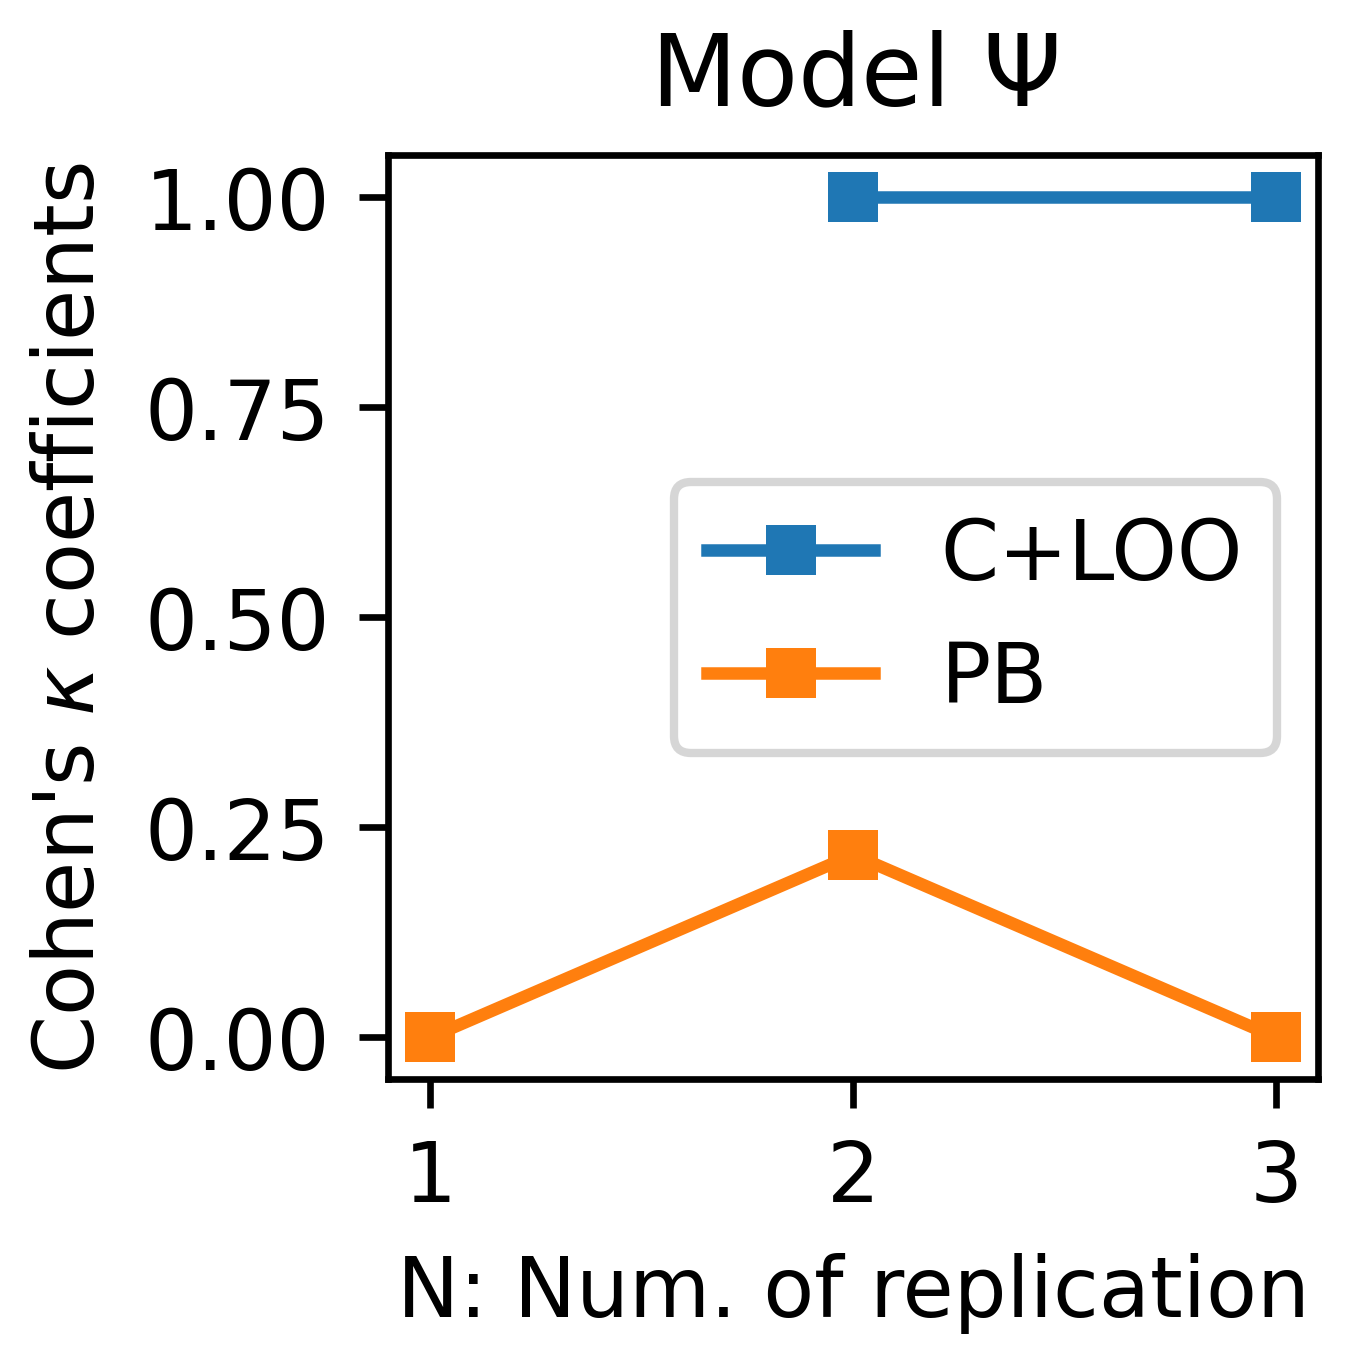 Model Ψ
Cohen's κ coefficients
1.00
0.75
0.50
0.25
0.00
C+LOO
PB
1 2 3
N: Num. of replication